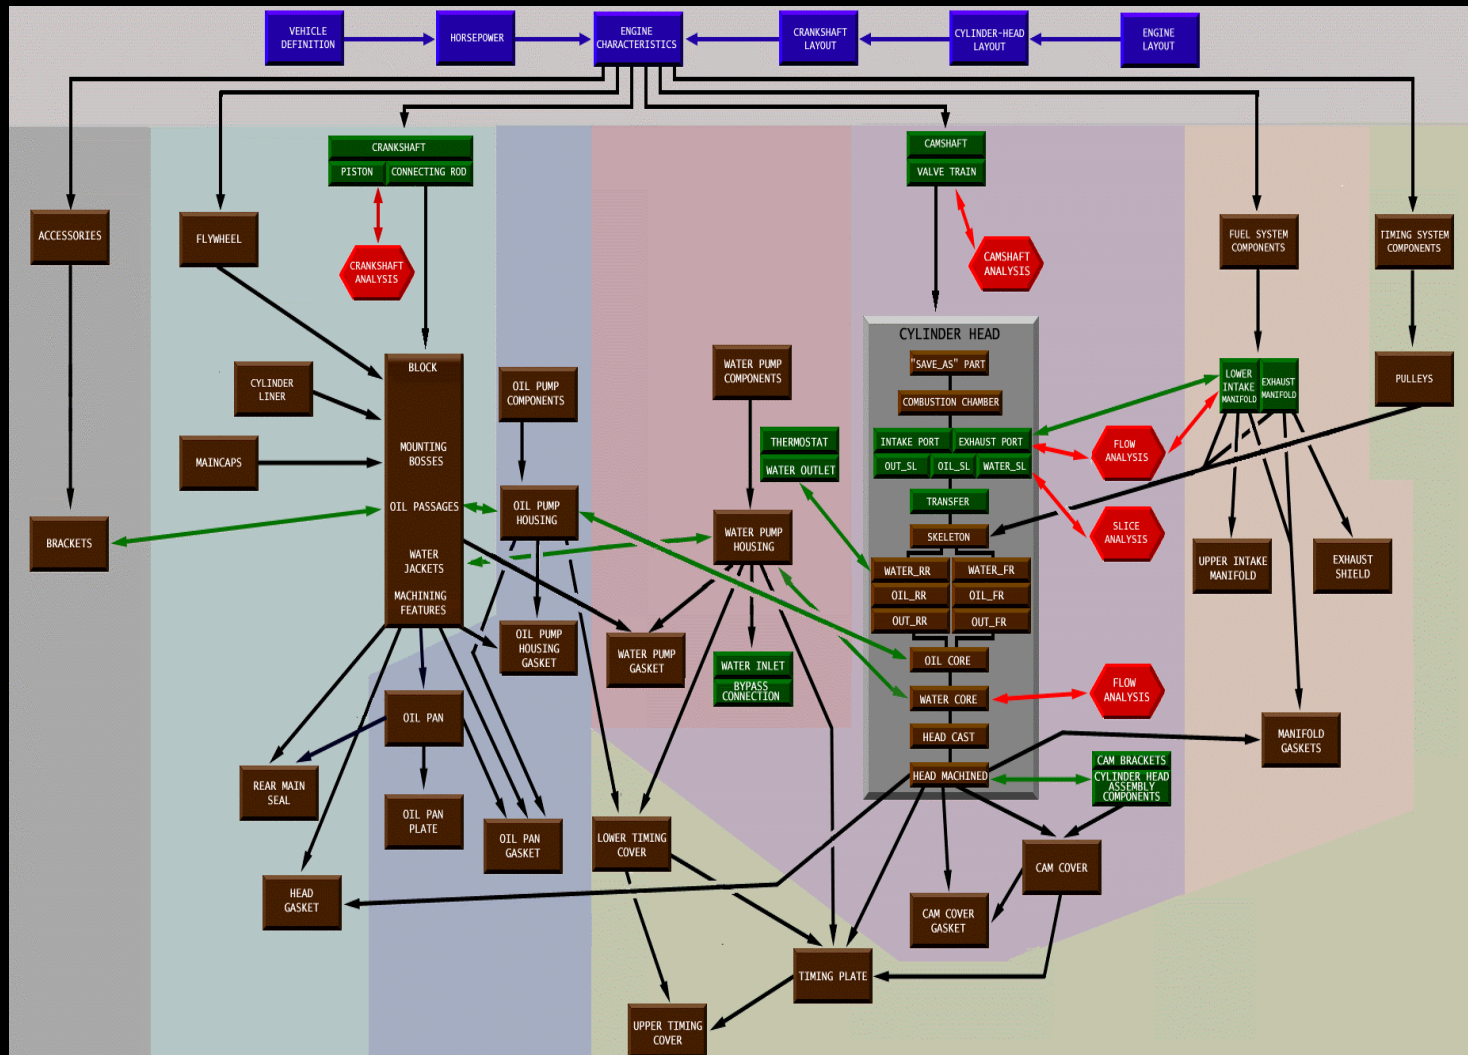 VEHICLE
DEFINITION
HORSEPOWER
ENGINE
CHARACTERISTICS
CRANKSHAFT
LAYOUT
CYLINDER-HEAD
LAYOUT
ENGINE
LAYOUT
CRANKSHAFT
PISTON
CONNECTING ROD
CAMSHAFT
VALVE TRAIN
ACCESSORIES
FLYWHEEL
CRANKSHAFT
ANALYSIS
CAMSHAFT
ANALYSIS
FUEL SYSTEM
COMPONENTS
TIMING SYSTEM
COMPONENTS
CYLINDER HEAD
BLOCK
CYLINDER
LINER
OIL PUMP
COMPONENTS
WATER PUMP
COMPONENTS
"SAVE_AS" PART
COMBUSTION CHAMBER
LOWER
INTAKE
MANIFOLD
EXHAUST
MANIFOLD
PULLEYS
MAINCAPS
MOUNTING
BOSSES
THERMOSTAT
WATER OUTLET
INTAKE PORT
EXHAUST PORT
OUT_SL
OIL_SL
WATER_SL
FLOW
ANALYSIS
BRACKETS
OIL PASSAGES
OIL PUMP
HOUSING
WATER PUMP
HOUSING
TRANSFER
SKELETON
SLICE
ANALYSIS
WATER
JACKETS
WATER_RR
WATER_FR
OIL_RR
OIL_FR
OUT_RR
OUT_FR
UPPER INTAKE
MANIFOLD
EXHAUST
SHIELD
MACHINING
FEATURES
OIL PUMP
HOUSING
GASKET
WATER PUMP
GASKET
WATER INLET
BYPASS
CONNECTION
OIL CORE
WATER CORE
FLOW
ANALYSIS
OIL PAN
HEAD CAST
MANIFOLD
GASKETS
REAR MAIN
SEAL
HEAD MACHINED
CAM BRACKETS
CYLINDER HEAD
ASSEMBLY
COMPONENTS
OIL PAN
PLATE
OIL PAN
GASKET
LOWER TIMING
COVER
CAM COVER
HEAD
GASKET
CAM COVER
GASKET
TIMING PLATE
UPPER TIMING
COVER